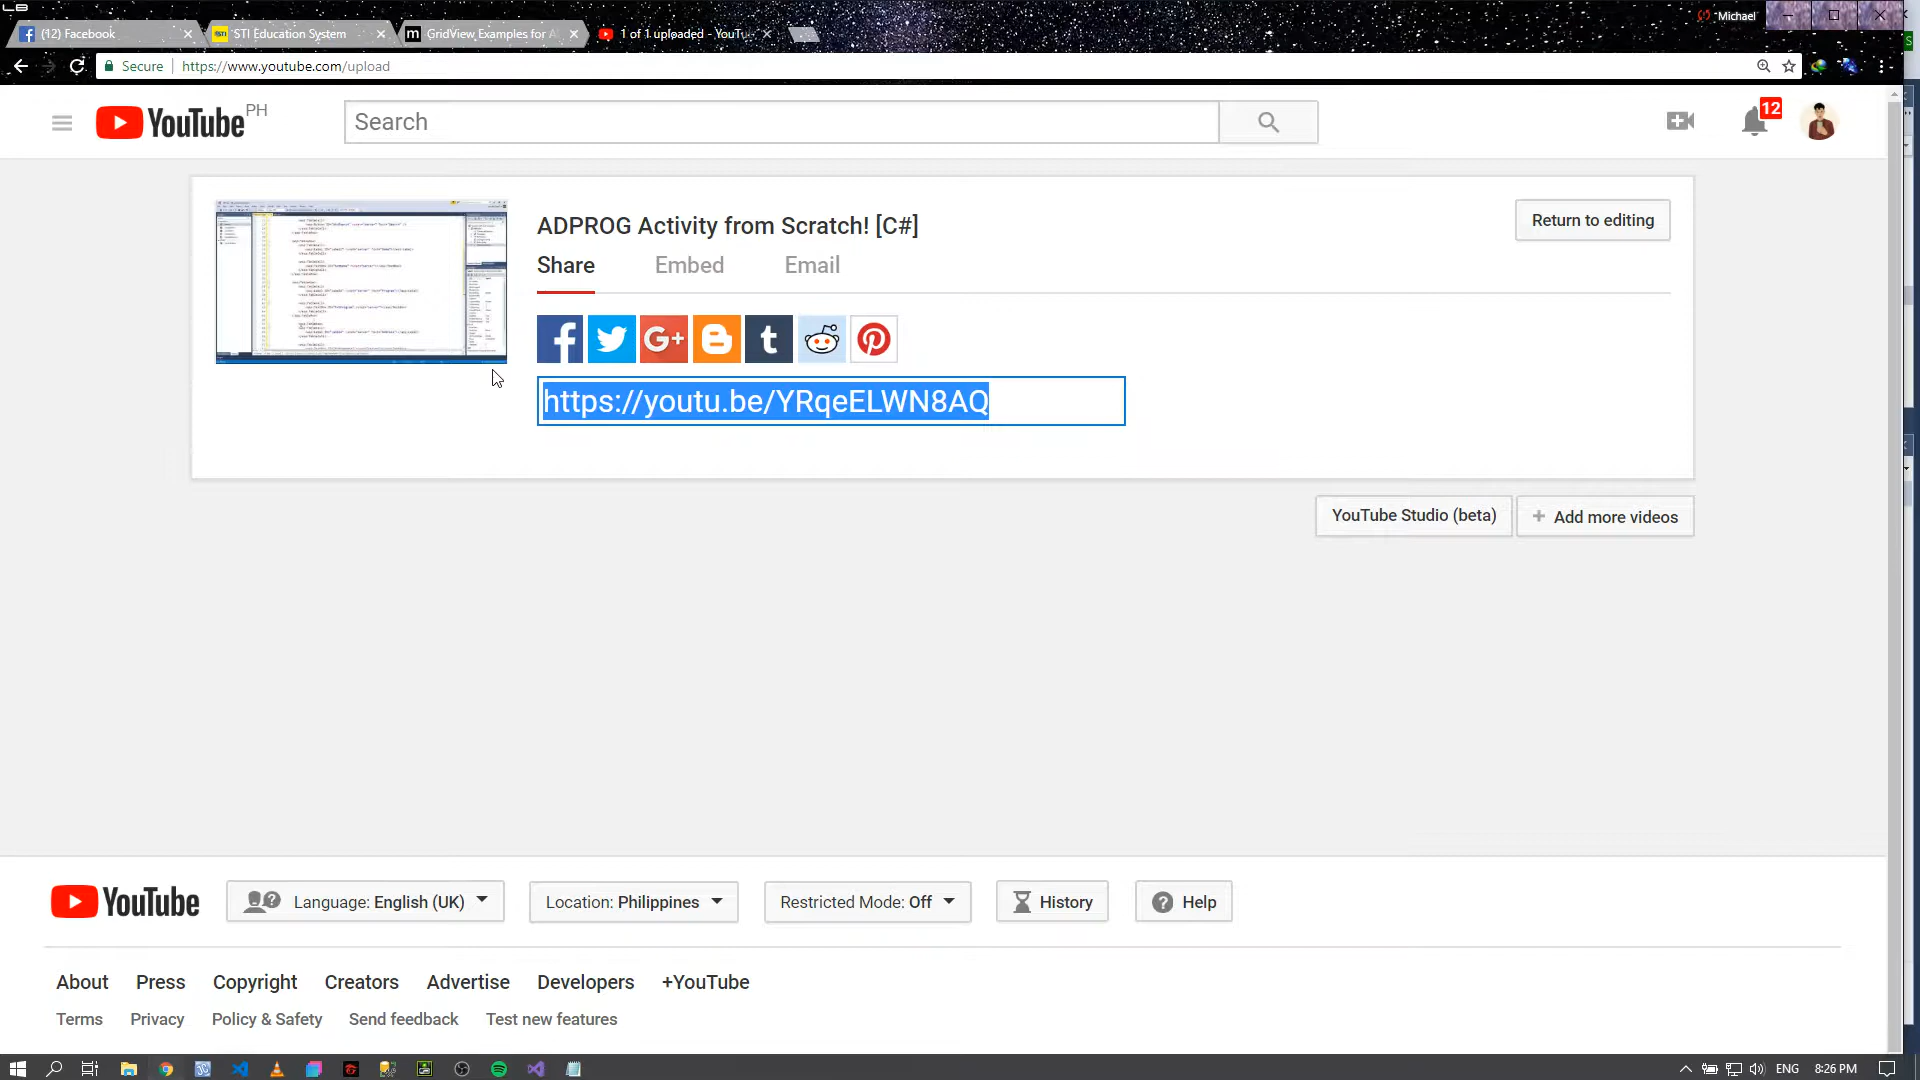 (12) Facebook
STI Education System
GridView Examples for A
1 of 1 uploaded - YouTu
Michael
Secure
https://www.youtube.com/upload
YouTube PH
Search
12
ADPROG Activity from Scratch! [C#]
Return to editing
Share
Embed
Email
https://youtu.be/YRqeELWN8AQ
YouTube Studio (beta)
+ Add more videos
YouTube
Language: English (UK)
Location: Philippines
Restricted Mode: Off
History
Help
About Press Copyright Creators Advertise Developers +YouTube
Terms Privacy Policy & Safety Send feedback Test new features
ENG
8:26 PM